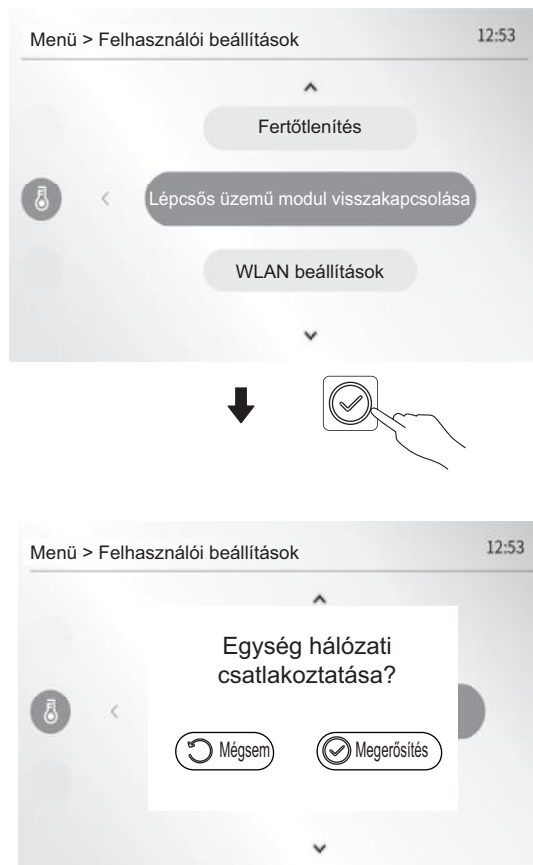 Menü > Felhasználói beállítások
12:53
Fertőtlenítés
Lépcsős üzemű modul visszakapcsolása
WLAN beállítások
Menü > Felhasználói beállítások
12:53
Egység hálózati
csatlakoztatása?
Mégsem
Megerősítés